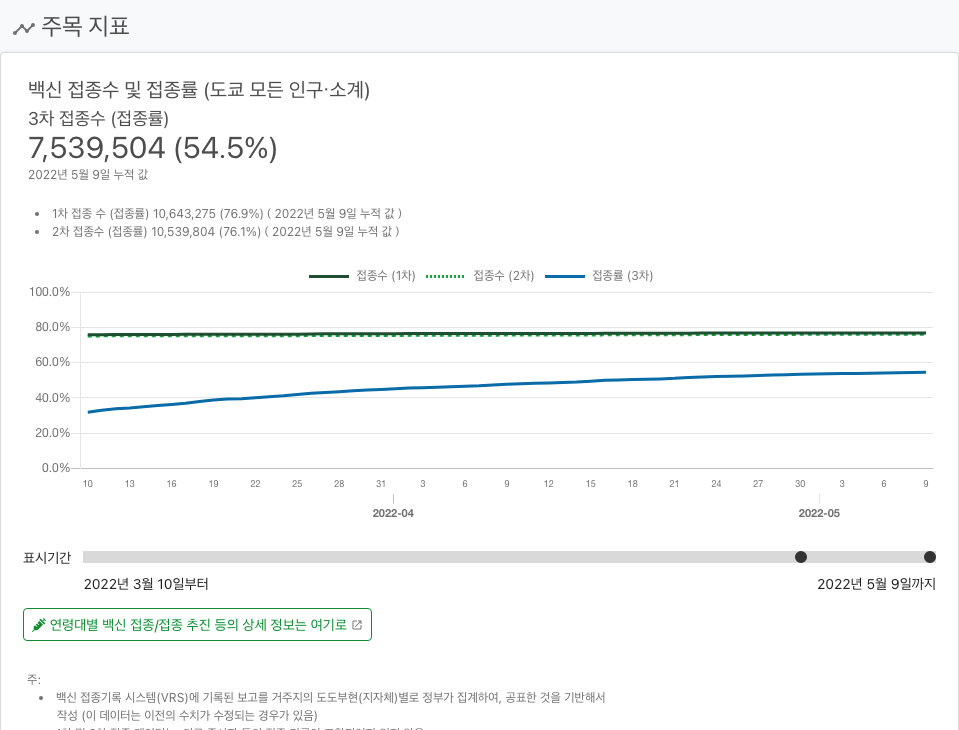 주목 지표
백신 접종수 및 접종률 (도쿄 모든 인구·소계)
3차 접종수 (접종률)
7,539,504 (54.5%)
2022년 5월 9일 누적 값
• 1차 접종 수 (접종률) 10,643,275 (76.9%) ( 2022년 5월 9일 누적 값 )
• 2차 접종수 (접종률) 10,539,804 (76.1%) ( 2022년 5월 9일 누적 값 )
접종수 (1차) 접종수 (2차) 접종률 (3차)
100.0%
80.0%
60.0%
40.0%
20.0%
0.0%
10 13 16 19 22 25 28 31 3 6 9 12 15 18 21 24 27 30 3 6 9
2022-04 2022-05
표시기간
2022년 3월 10일부터 2022년 5월 9일까지
연령대별 백신 접종/접종 추진 등의 상세 정보는 여기로
주:
• 백신 접종기록 시스템(VRS)에 기록된 보고를 거주지의 도도부현(지자체)별로 정부가 집계하여, 공표한 것을 기반해서
작성 (이 데이터는 이전의 수치가 수정되는 경우가 있음)